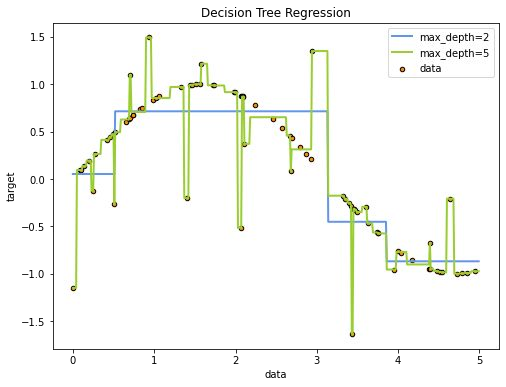 Decision Tree Regression
max_depth=2
max_depth=5
data
1.5
1.0
0.5
0.0
−0.5
−1.0
−1.5
target
0
1
2
3
4
5
data